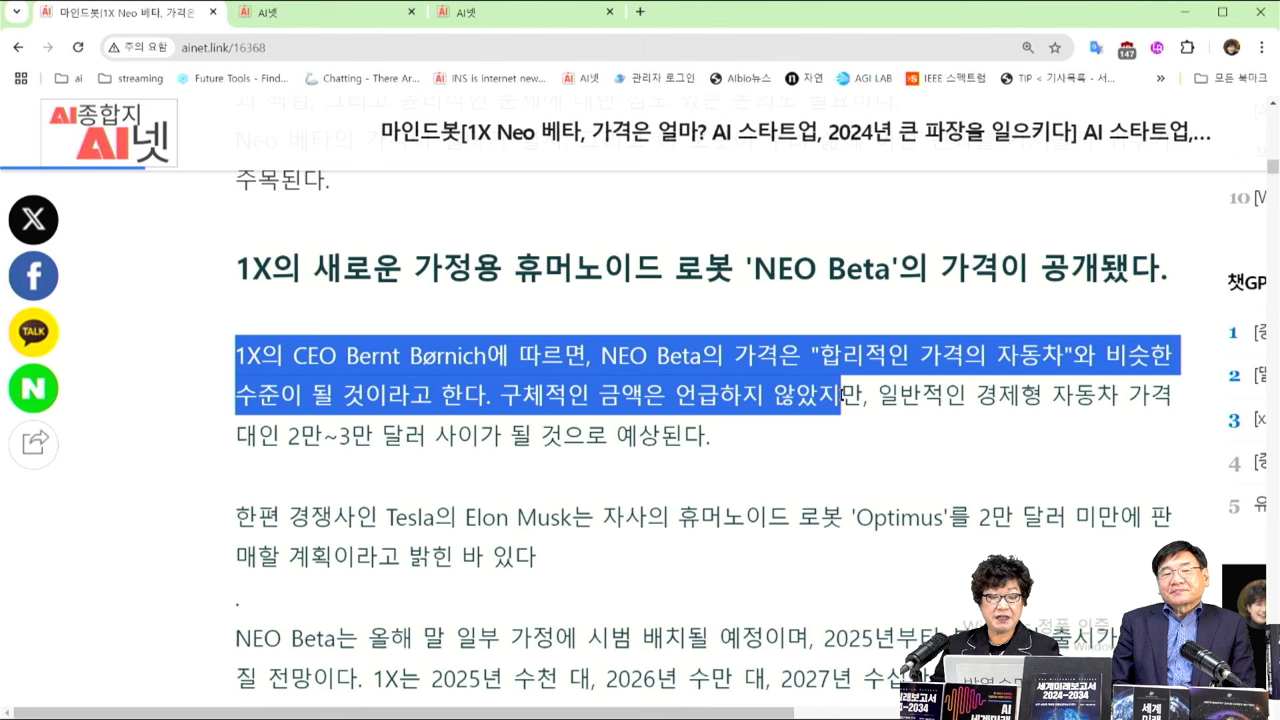 마인드봇[1X Neo 베타, 가격은
AI넷
AI넷
주의 요함
ainet.link/16368
147
ai
streaming
Future Tools - Find...
Chatting - There Ar...
INS is internet new...
AI넷
관리자 로그인
AIbio뉴스
자연
AGI LAB
IEEE 스펙트럼
TIP < 기사목록 - 서...
모든 북마크
AI종합지
AI넷
마인드봇[1X Neo 베타, 가격은 얼마? AI 스타트업, 2024년 큰 파장을 일으키다] AI 스타트업,...
주목된다.
10
1X의 새로운 가정용 휴머노이드 로봇 'NEO Beta'의 가격이 공개됐다.
챗GP
1X의 CEO Bernt Børnich에 따르면, NEO Beta의 가격은 "합리적인 가격의 자동차"와 비슷한
수준이 될 것이라고 한다. 구체적인 금액은 언급하지 않았지만, 일반적인 경제형 자동차 가격
대인 2만~3만 달러 사이가 될 것으로 예상된다.
한편 경쟁사인 Tesla의 Elon Musk는 자사의 휴머노이드 로봇 'Optimus'를 2만 달러 미만에 판
매할 계획이라고 밝힌 바 있다
.
NEO Beta는 올해 말 일부 가정에 시범 배치될 예정이며, 2025년부터
질 전망이다. 1X는 2025년 수천 대, 2026년 수만 대, 2027년
TALK
N
1
2
3
4
5
세계미래보고서
2024-2034